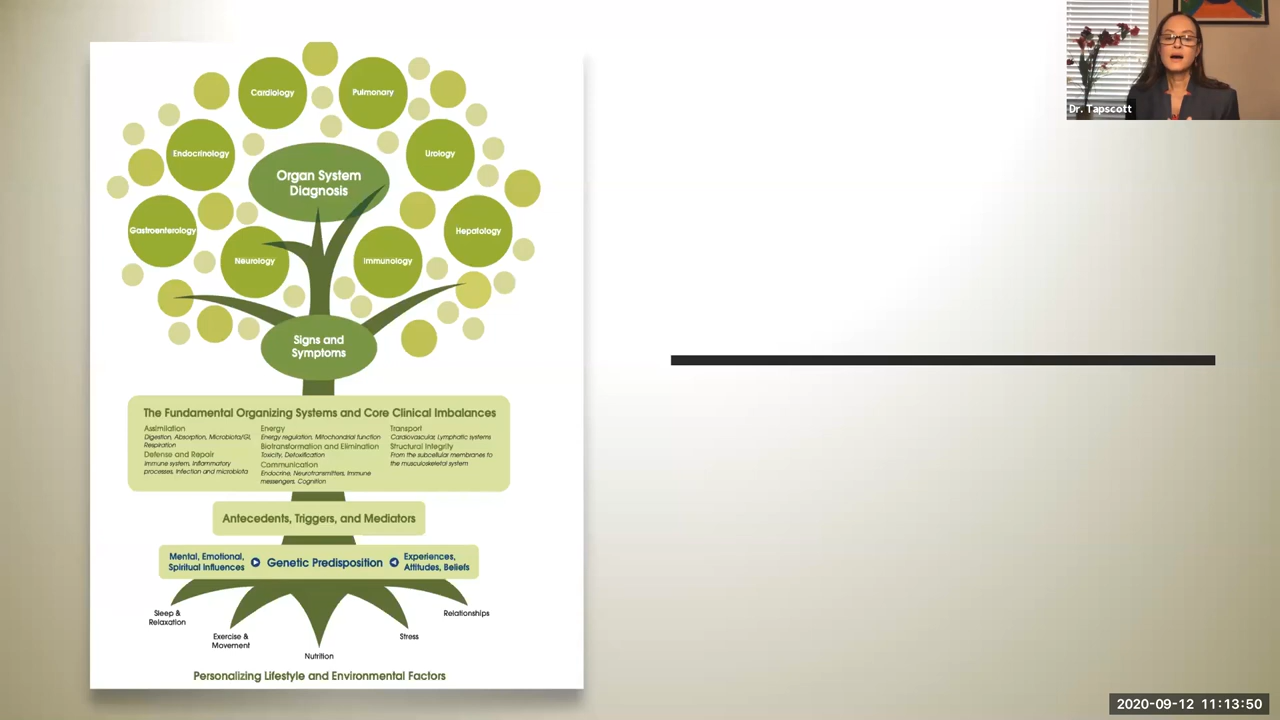 Cardiology
Pulmonary
Endocrinology
Urology
Organ System
Diagnosis
Gastroenterology
Hepatology
Neurology
Immunology
Signs and
Symptoms
The Fundamental Organizing Systems and Core Clinical Imbalances
Assimilation
Digestion, Absorption, Microbiota/GI,
Respiration
Defense and Repair
Immune system, Inflammatory
processes, Infection and microbiota
Energy
Energy regulation, Mitochondrial function
Biotransformation and Elimination
Toxicity, Detoxification
Communication
Endocrine, Neurotransmitters, Immune
messengers, Cognition
Transport
Cardiovascular, Lymphatic systems
Structural Integrity
From the subcellular membranes to
the musculoskeletal system
Antecedents, Triggers, and Mediators
Mental, Emotional,
Spiritual Influences
Genetic Predisposition
Experiences,
Attitudes, Beliefs
Sleep &
Relaxation
Exercise &
Movement
Nutrition
Stress
Relationships
Personalizing Lifestyle and Environmental Factors
Dr. Tapscott
2020-09-12 11:13:50